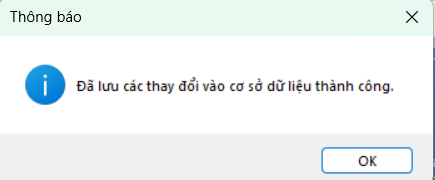 Thông báo
Đã lưu các thay đổi vào cơ sở dữ liệu thành công.
OK